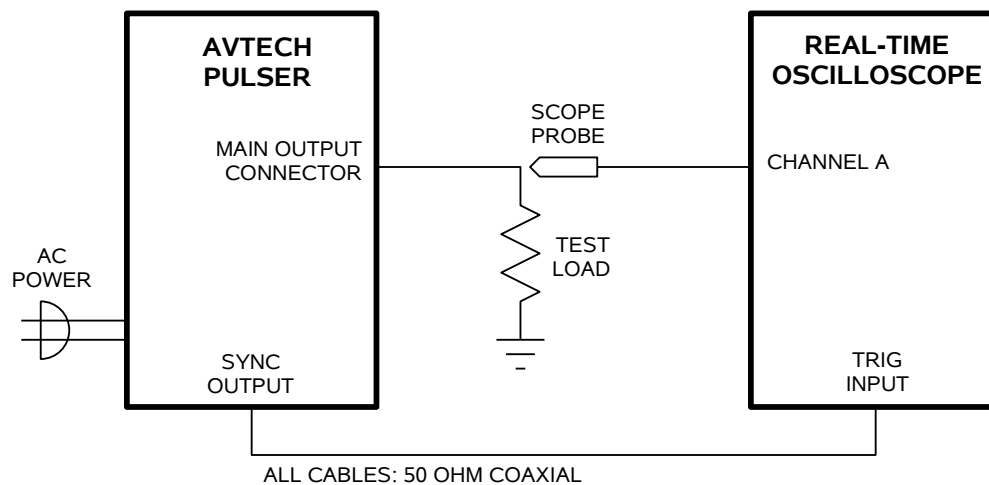 AVTECH
PULSER
REAL-TIME
OSCILLOSCOPE
SCOPE
PROBE
MAIN OUTPUT
CONNECTOR
CHANNEL A
TEST
LOAD
AC
POWER
SYNC
OUTPUT
TRIG
INPUT
ALL CABLES: 50 OHM COAXIAL